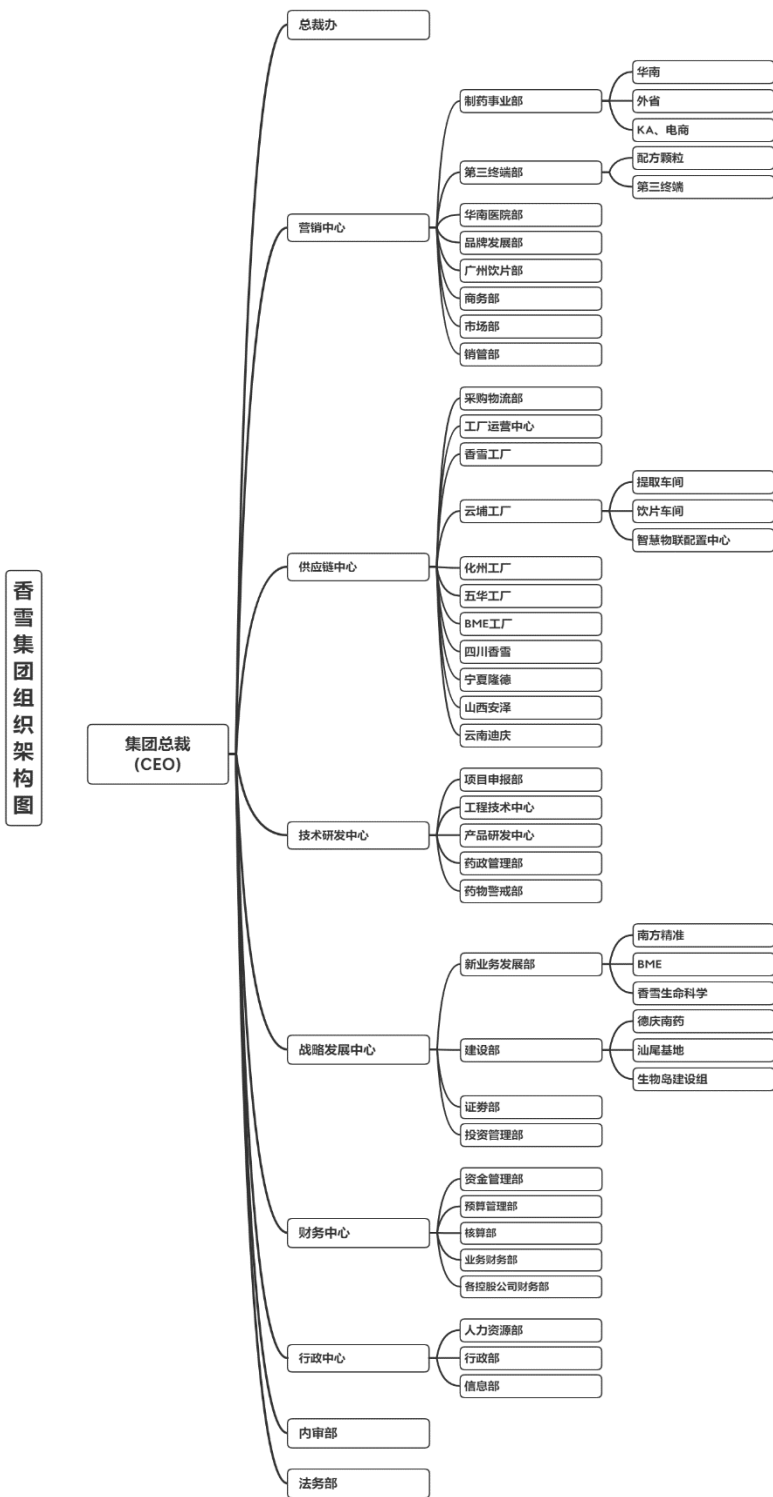 香雪集团组织架构图
集团总裁
(CEO)
总裁办
营销中心
制药事业部
华南
外省
KA、电商
第三终端部
配方颗粒
第三终端
华南医院部
品牌发展部
广州饮片部
商务部
市场部
销管部
供应链中心
采购物流部
工厂运营中心
香雪工厂
云埔工厂
提取车间
饮片车间
智慧物联配置中心
化州工厂
五华工厂
BME工厂
四川香雪
宁夏隆德
山西安泽
云南迪庆
技术研发中心
项目申报部
工程技术中心
产品研发中心
药政管理部
药物警戒部
战略发展中心
新业务发展部
南方精准
BME
香雪生命科学
建设部
德庆南药
汕尾基地
生物岛建设组
证券部
投资管理部
财务中心
资金管理部
预算管理部
核算部
业务财务部
各控股公司财务部
行政中心
人力资源部
行政部
信息部
内审部
法务部